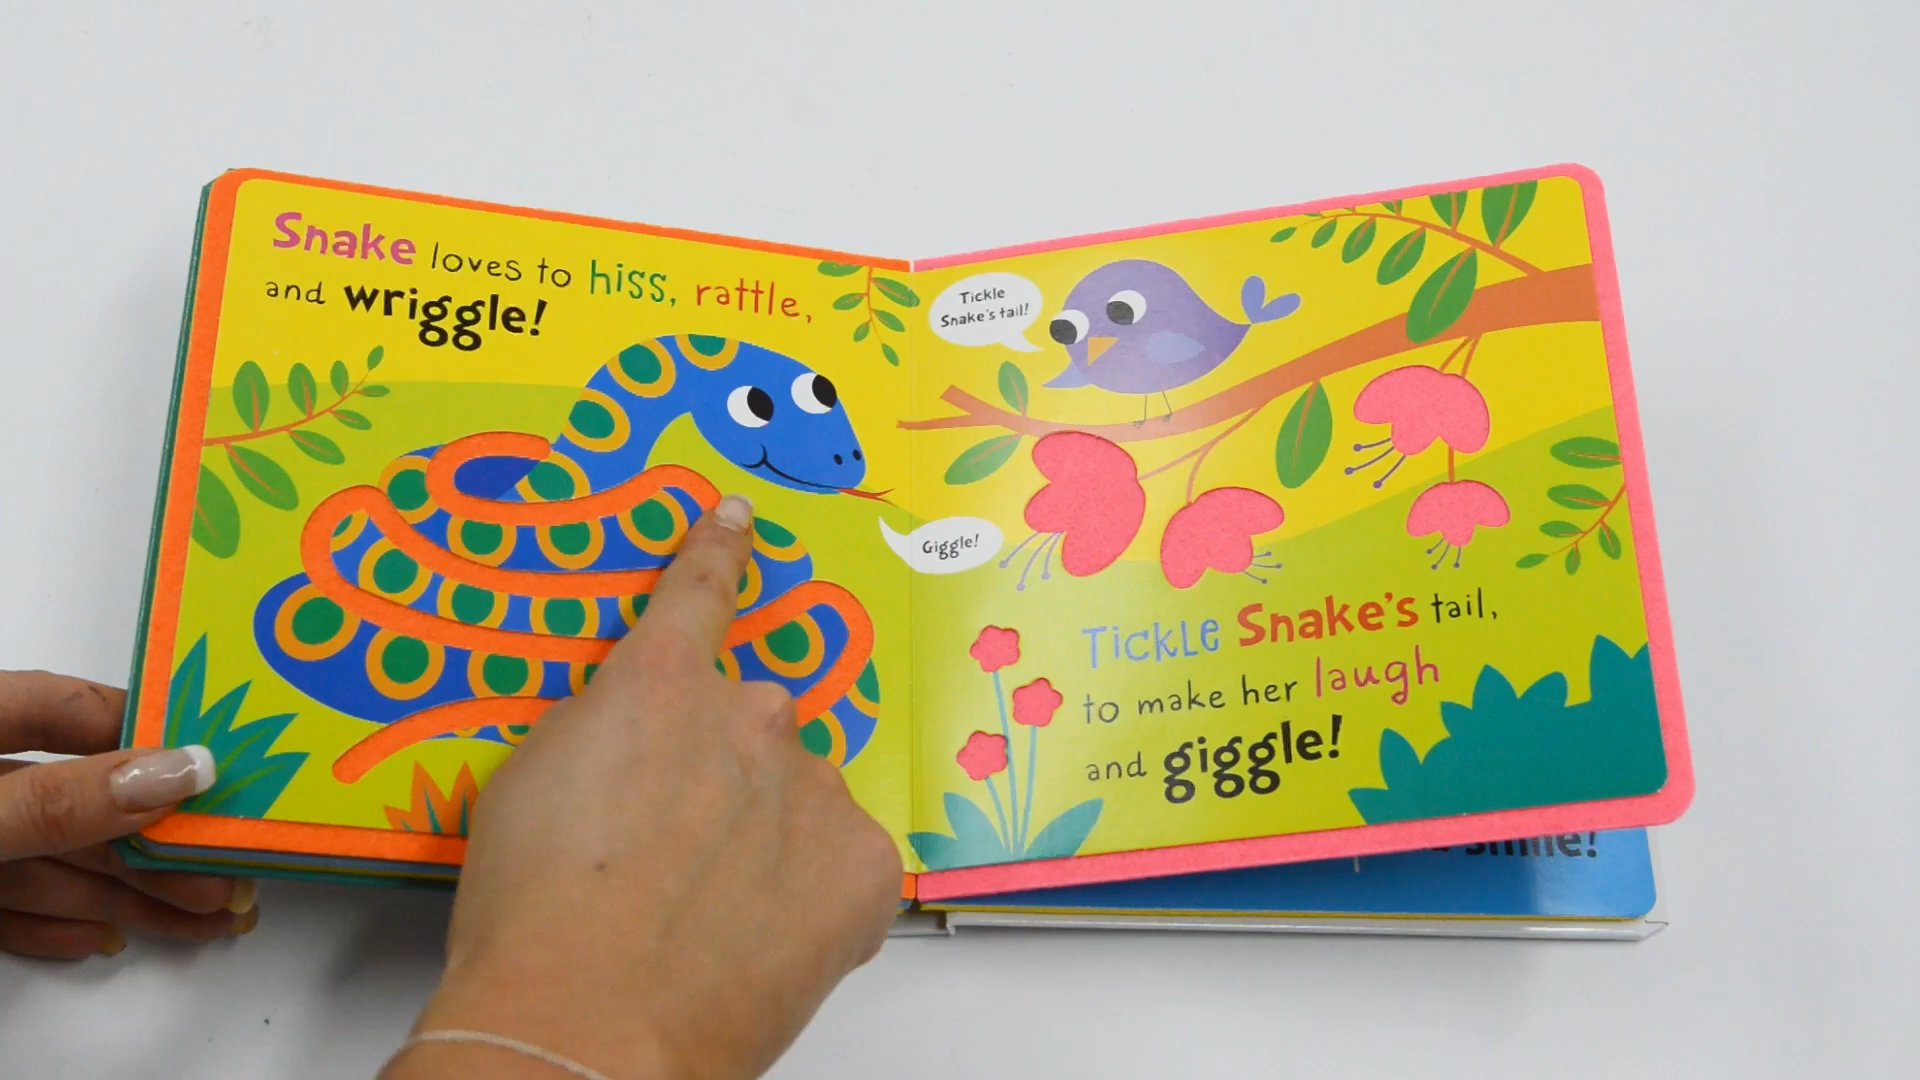 Snake loves to hiss, rattle,
and wriggle!
Tickle
Snake's tail!
Giggle!
Tickle Snake's tail,
to make her laugh
and giggle!
smile!